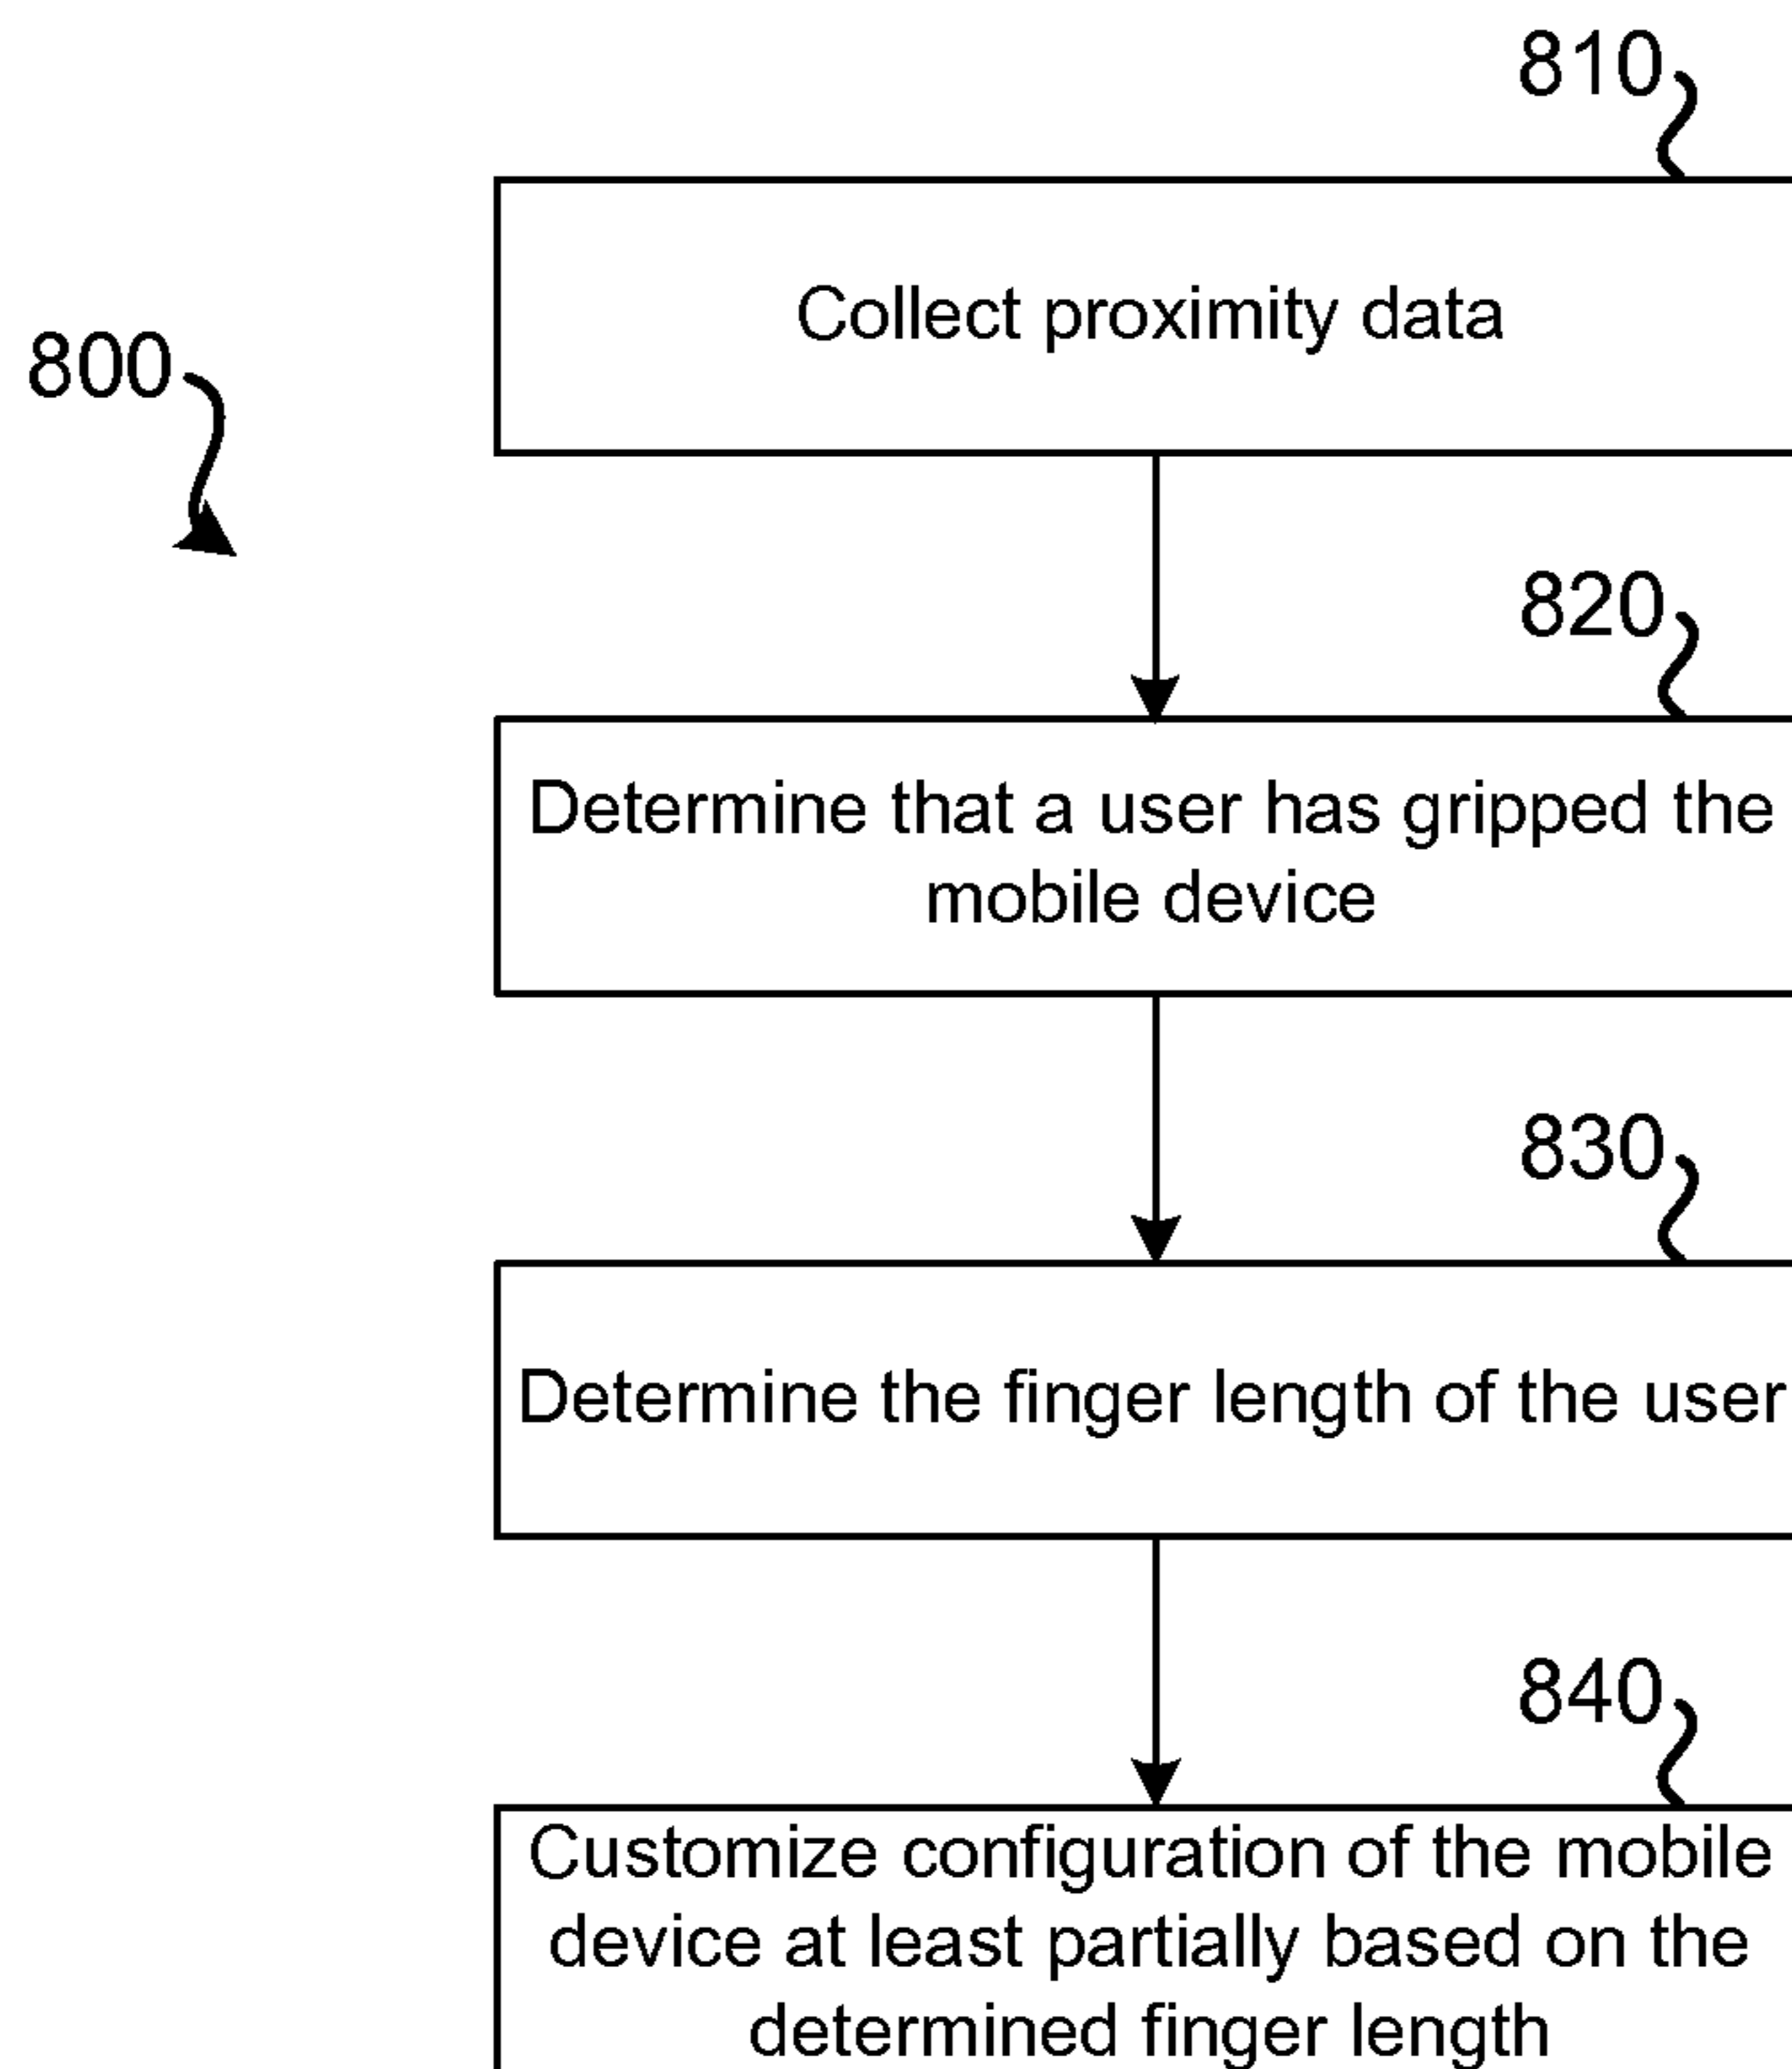 810
Collect proximity data
800
820
Determine that a user has gripped the
mobile device
830
Determine the finger length of the user
840
Customize configuration of the mobile
device at least partially based on the
determined finger length